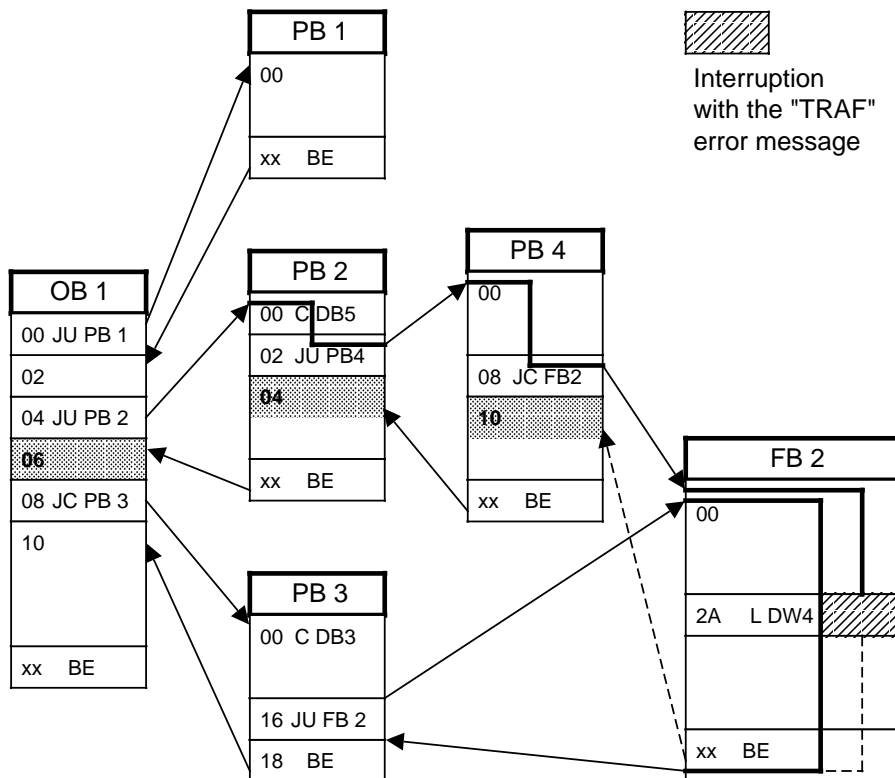 PB 1
00
xx BE
Interruption
with the "TRAF"
error message
OB 1
00 JU PB 1
02
04 JU PB 2
06
08 JC PB 3
10
xx BE
PB 2
00 C DB5
02 JU PB4
04
xx BE
PB 4
00
08 JC FB2
10
xx BE
FB 2
00
2A L DW4
xx BE
PB 3
00 C DB3
16 JU FB 2
18 BE